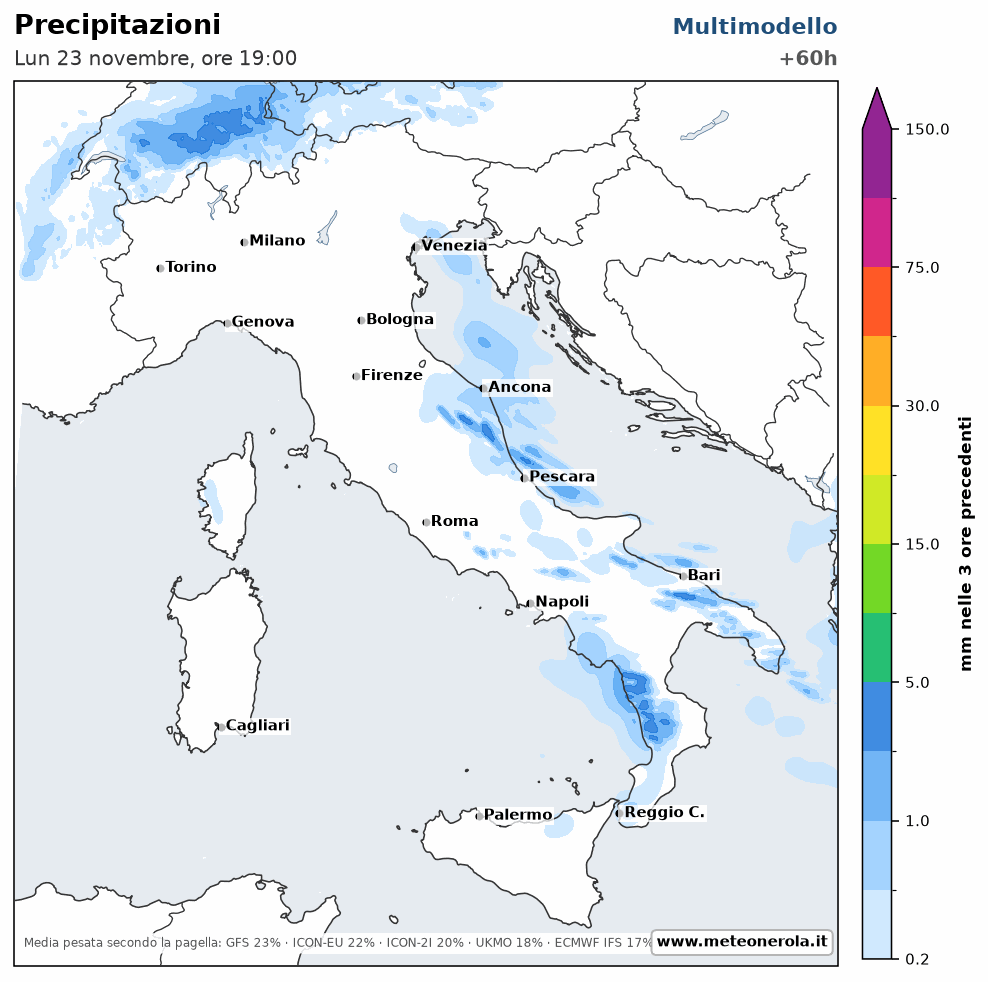 Precipitazioni
Multimodello
Lun 23 novembre, ore 19:00
+60h
150.0
75.0
30.0
15.0
5.0
1.0
0.2
mm nelle 3 ore precedenti
Milano
Venezia
Torino
Genova
Bologna
Firenze
Ancona
Pescara
Roma
Bari
Napoli
Cagliari
Palermo
Reggio C.
Media pesata secondo la pagella: GFS 23% · ICON-EU 22% · ICON-2I 20% · UKMO 18% · ECMWF IFS 17%
www.meteonerola.it